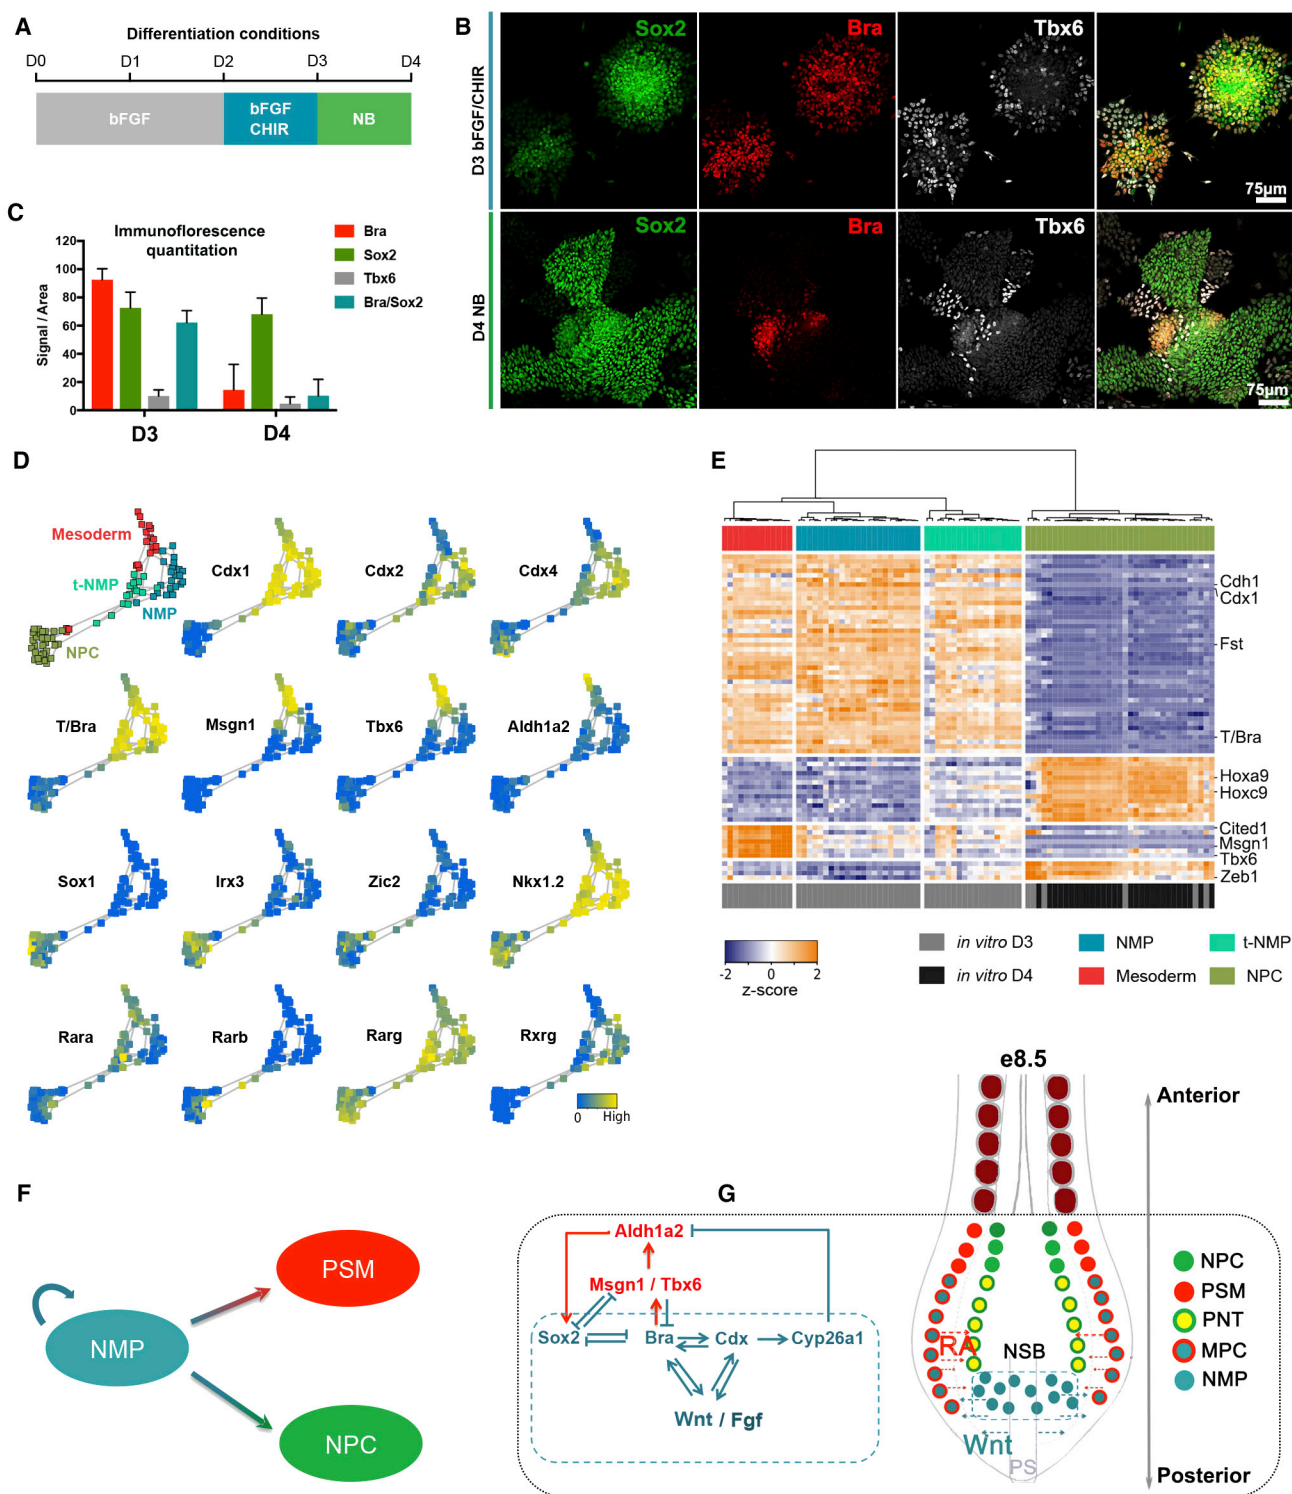 A
Differentiation conditions
D0 D1 D2 D3 D4
bFGF
bFGF
CHIR
NB
B
D3 bFGF/CHIR
Sox2
Bra
Tbx6
75µm
D4 NB
Sox2
Bra
Tbx6
75µm
C
Immunoflorescence
quantitation
Signal / Area
120
100
80
60
40
20
0
D3 D4
Bra
Sox2
Tbx6
Bra/Sox2
D
Mesoderm
t-NMP
NMP
NPC
Cdx1
Cdx2
Cdx4
T/Bra
Msgn1
Tbx6
Aldh1a2
Sox1
Irx3
Zic2
Nkx1.2
Rara
Rarb
Rarg
Rxrg
0 High
E
Cdh1
Cdx1
Fst
T/Bra
Hoxa9
Hoxc9
Cited1
Msgn1
Tbx6
Zeb1
-2 0 2
z-score
in vitro D3
in vitro D4
NMP
Mesoderm
t-NMP
NPC
F
NMP
PSM
NPC
G
Aldh1a2
Msgn1 / Tbx6
Sox2
Bra
Cdx
Cyp26a1
Wnt / Fgf
e8.5
Anterior
RA
NSB
Wnt
PS
Posterior
NPC
PSM
PNT
MPC
NMP